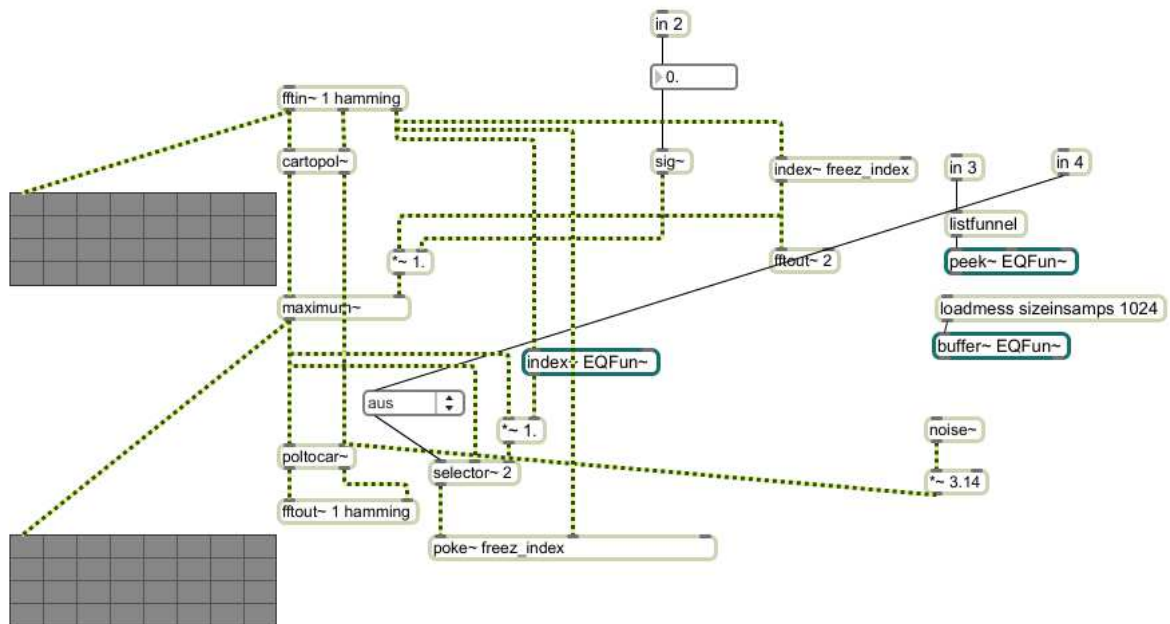 in 2
0.
fftin~ 1 hamming
cartopol~
sig~
index~ freez_index
in 3
in 4
listfunnel
*~ 1.
fftout~ 2
peek~ EQFun~
maximum~
loadmess sizeinsamps 1024
buffer~ EQFun~
index~ EQFun~
aus
*~ 1.
noise~
poltocar~
selector~ 2
*~ 3.14
fftout~ 1 hamming
poke~ freez_index